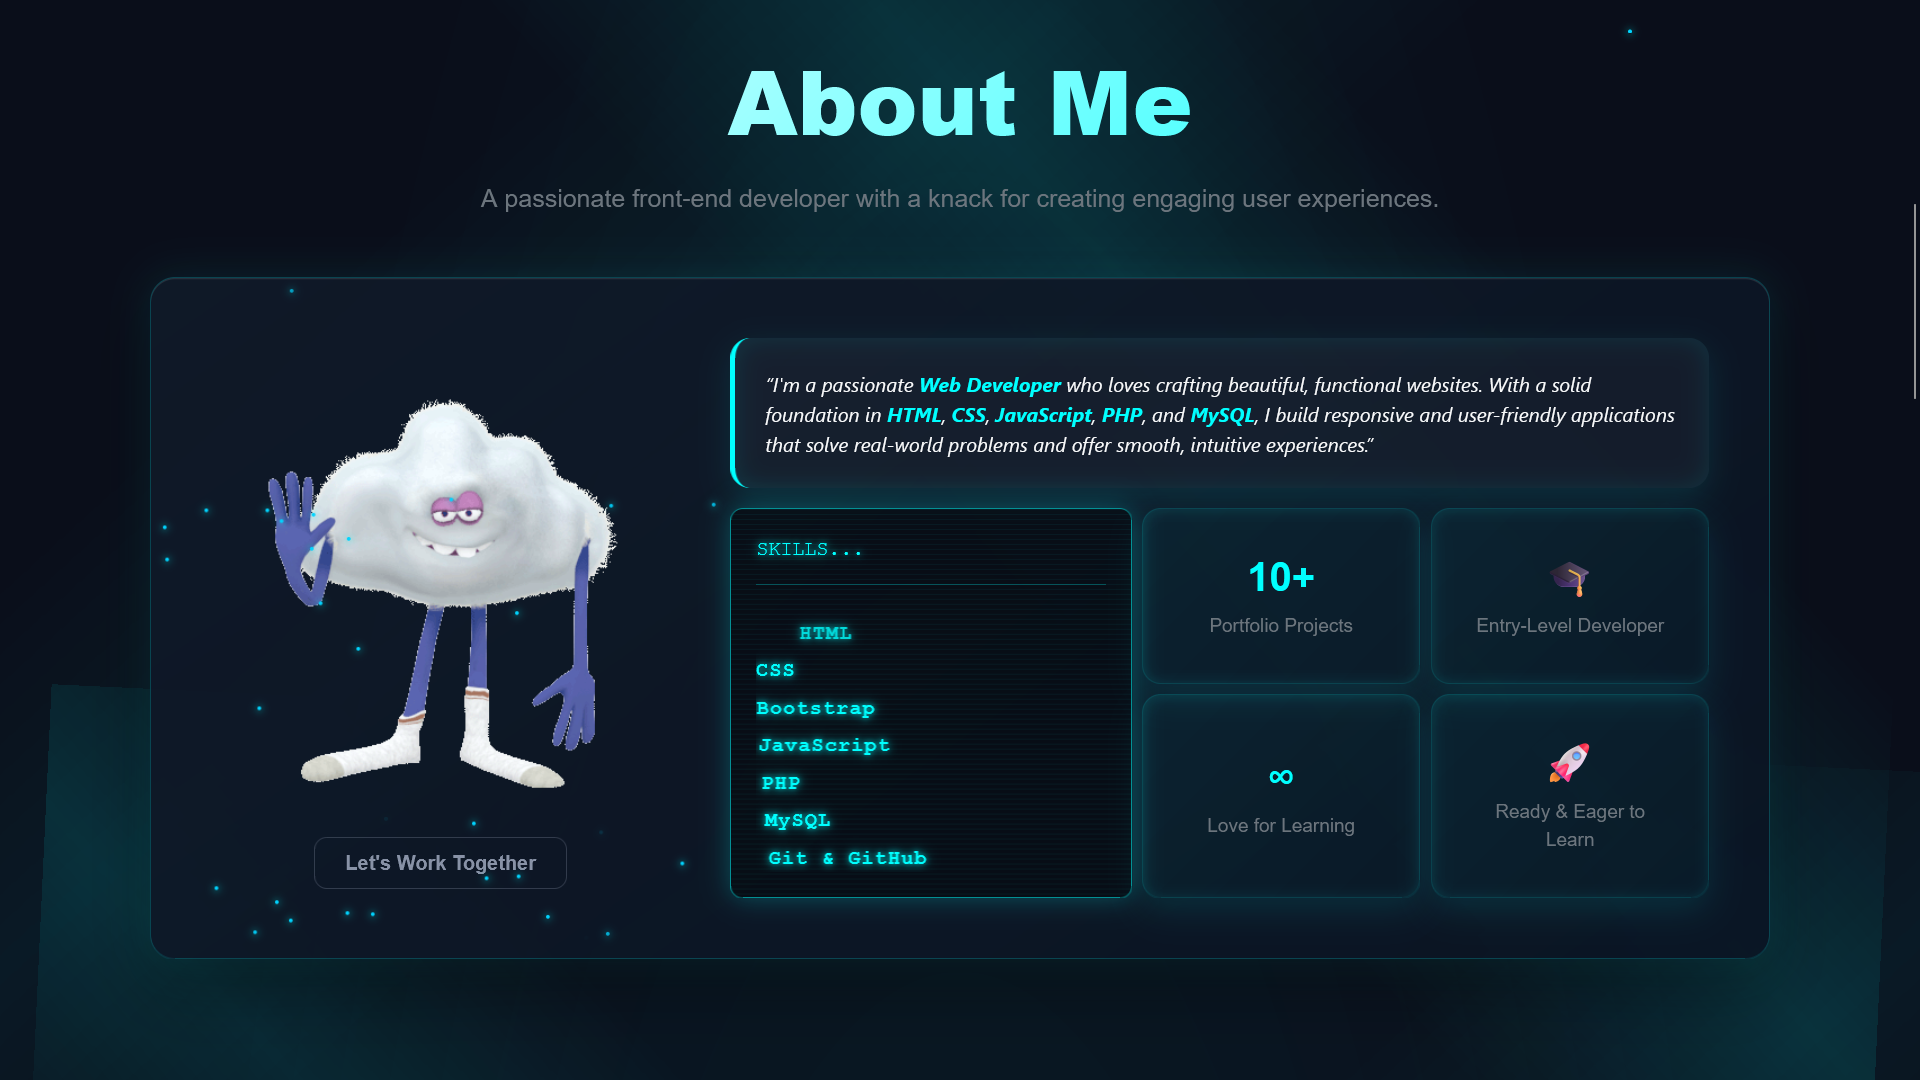 About Me
A passionate front-end developer with a knack for creating engaging user experiences.
“I'm a passionate Web Developer who loves crafting beautiful, functional websites. With a solid
foundation in HTML, CSS, JavaScript, PHP, and MySQL, I build responsive and user-friendly applications
that solve real-world problems and offer smooth, intuitive experiences.”
SKILLS...
HTML
CSS
Bootstrap
JavaScript
PHP
MySQL
Git & GitHub
10+
Portfolio Projects
Entry-Level Developer
∞
Love for Learning
Ready & Eager to
Learn
Let's Work Together